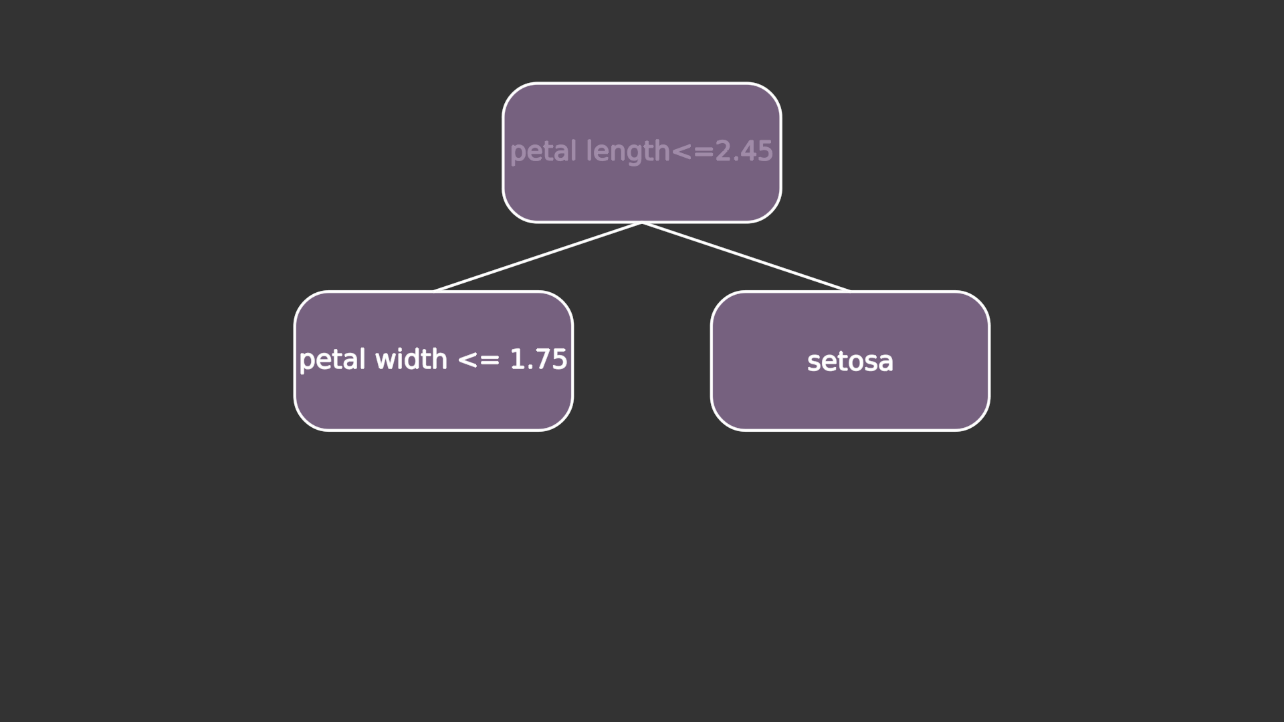 petal length<=2.45
petal width <= 1.75
setosa